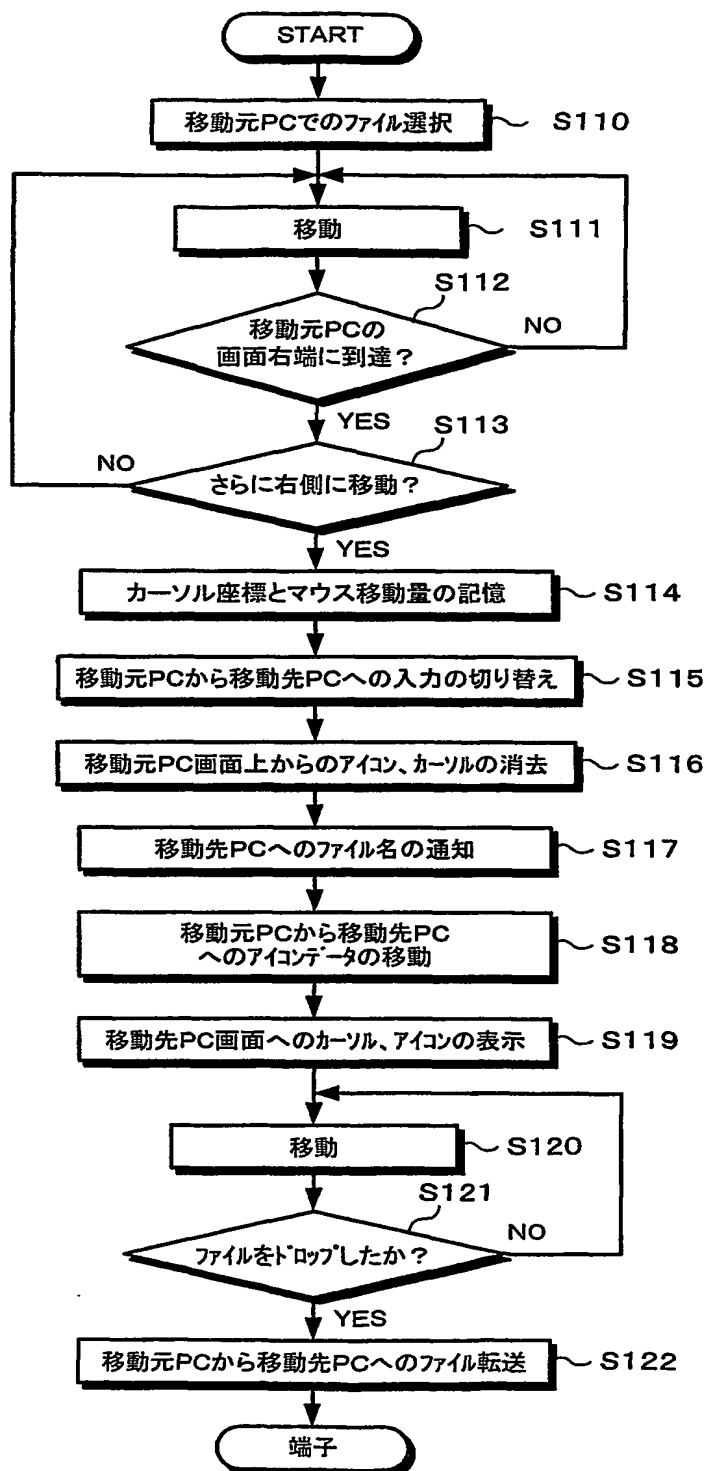 START
移動元PCでのファイル選択
S110
移動
S111
S112
移動元PCの
画面右端に到達？
NO
YES
S113
NO
さらに右側に移動？
YES
カーソル座標とマウス移動量の記憶
S114
移動元PCから移動先PCへの入力の切り替え
S115
移動元PC画面上からのアイコン、カーソルの消去
S116
移動先PCへのファイル名の通知
S117
移動元PCから移動先PC
へのアイコンデータの移動
S118
移動先PC画面へのカーソル、アイコンの表示
S119
移動
S120
S121
ファイルをドロップしたか？
NO
YES
移動元PCから移動先PCへのファイル転送
S122
端子